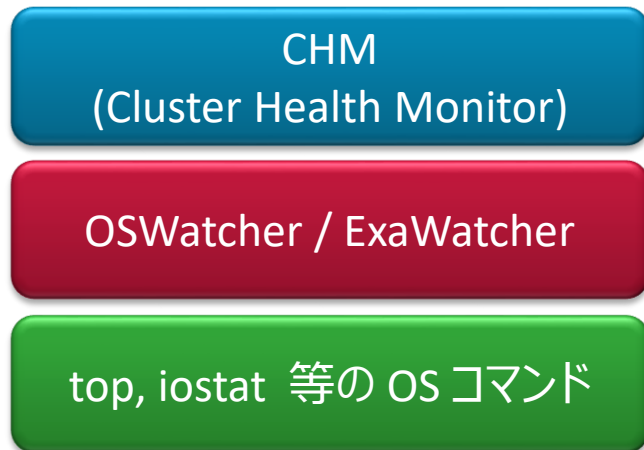 CHM
(Cluster Health Monitor)
OSWatcher / ExaWatcher
top, iostat 等の OS コマンド